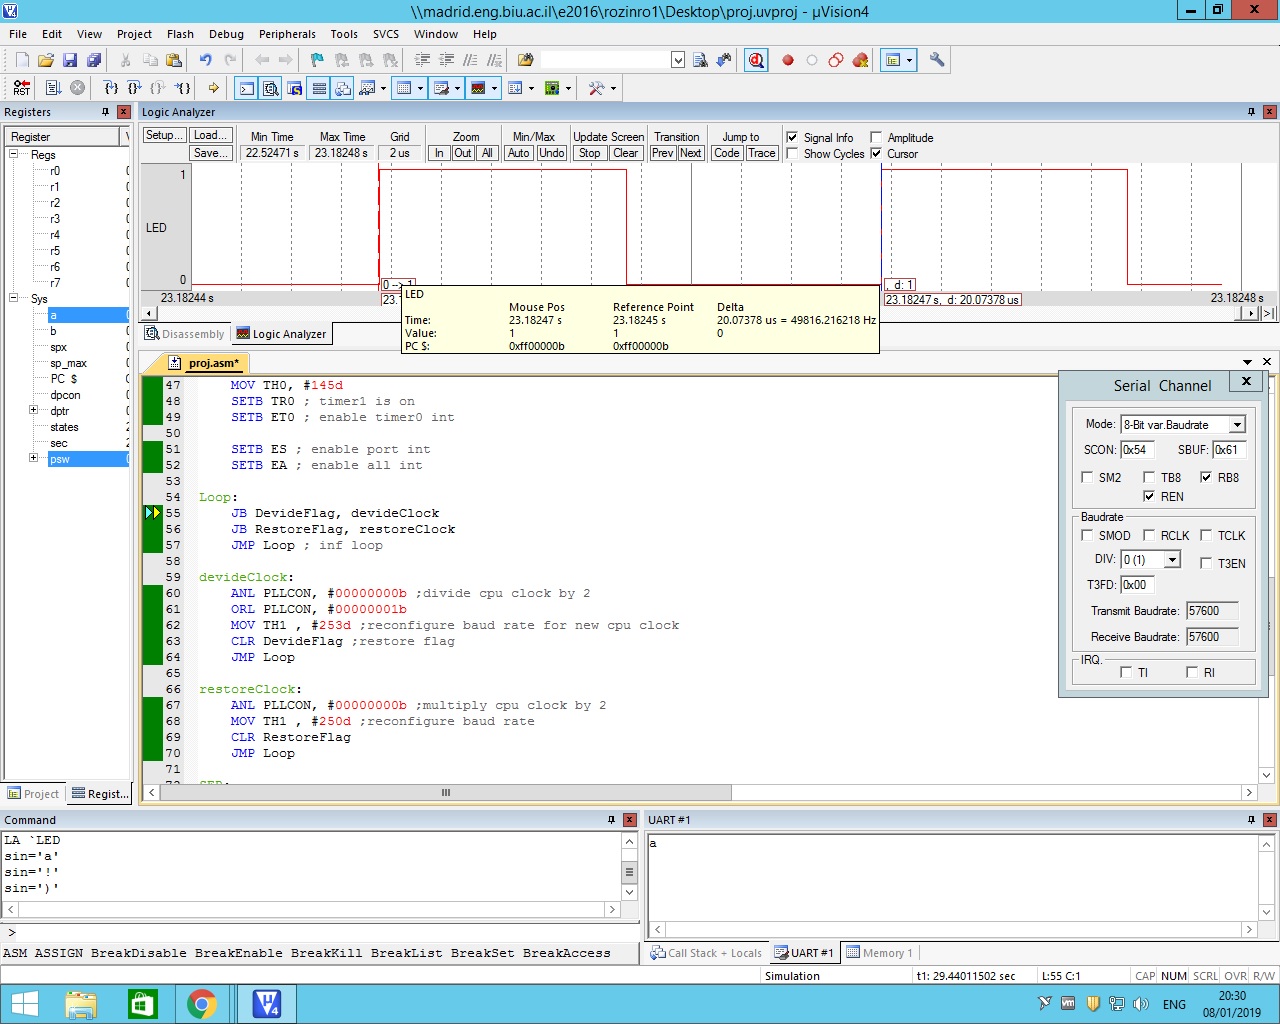 \\madrid.eng.biu.ac.il\e2016\rozinro1\Desktop\proj.uvproj - µVision4
File Edit View Project Flash Debug Peripherals Tools SVCS Window Help
RST
Registers
Register
Regs
r0
r1
r2
r3
r4
r5
r6
r7
Sys
a
b
spx
sp_max
PC $
dpcon
dptr
states
sec
psw
Project Regist...
Logic Analyzer
Setup... Load... Save...
Min Time Max Time Grid Zoom Min/Max Update Screen Transition Jump to
22.52471 s 23.18248 s 2 us In Out All Auto Undo Stop Clear Prev Next Code Trace
Signal Info Amplitude
Show Cycles Cursor
1
LED
0
0 --> 1
, d: 1
23.18244 s
23.18247 s, d: 20.07378 us
23.18248 s
LED
Mouse Pos Reference Point Delta
Time: 23.18247 s 23.18245 s 20.07378 us = 49816.216218 Hz
Value: 1 1 0
PC $: 0xff00000b 0xff00000b
Disassembly Logic Analyzer
proj.asm*
47 MOV TH0, #145d
48 SETB TR0 ; timer1 is on
49 SETB ET0 ; enable timer0 int
50
51 SETB ES ; enable port int
52 SETB EA ; enable all int
53
54 Loop:
55 JB DevideFlag, devideClock
56 JB RestoreFlag, restoreClock
57 JMP Loop ; inf loop
58
59 devideClock:
60 ANL PLLCON, #00000000b ;divide cpu clock by 2
61 ORL PLLCON, #00000001b
62 MOV TH1 , #253d ;reconfigure baud rate for new cpu clock
63 CLR DevideFlag ;restore flag
64 JMP Loop
65
66 restoreClock:
67 ANL PLLCON, #00000000b ;multiply cpu clock by 2
68 MOV TH1 , #250d ;reconfigure baud rate
69 CLR RestoreFlag
70 JMP Loop
71
Serial Channel
Mode: 8-Bit var.Baudrate
SCON: 0x54 SBUF: 0x61
SM2 TB8 RB8
REN
Baudrate
SMOD RCLK TCLK
DIV: 0 (1) T3EN
T3FD: 0x00
Transmit Baudrate: 57600
Receive Baudrate: 57600
IRQ.
TI RI
Command
LA `LED
sin='a'
sin='!'
sin=')'
>
ASM ASSIGN BreakDisable BreakEnable BreakKill BreakList BreakSet BreakAccess
UART #1
a
Call Stack + Locals UART #1 Memory 1
Simulation t1: 29.44011502 sec L:55 C:1 CAP NUM SCRL OVR R/W
ENG
20:30
08/01/2019